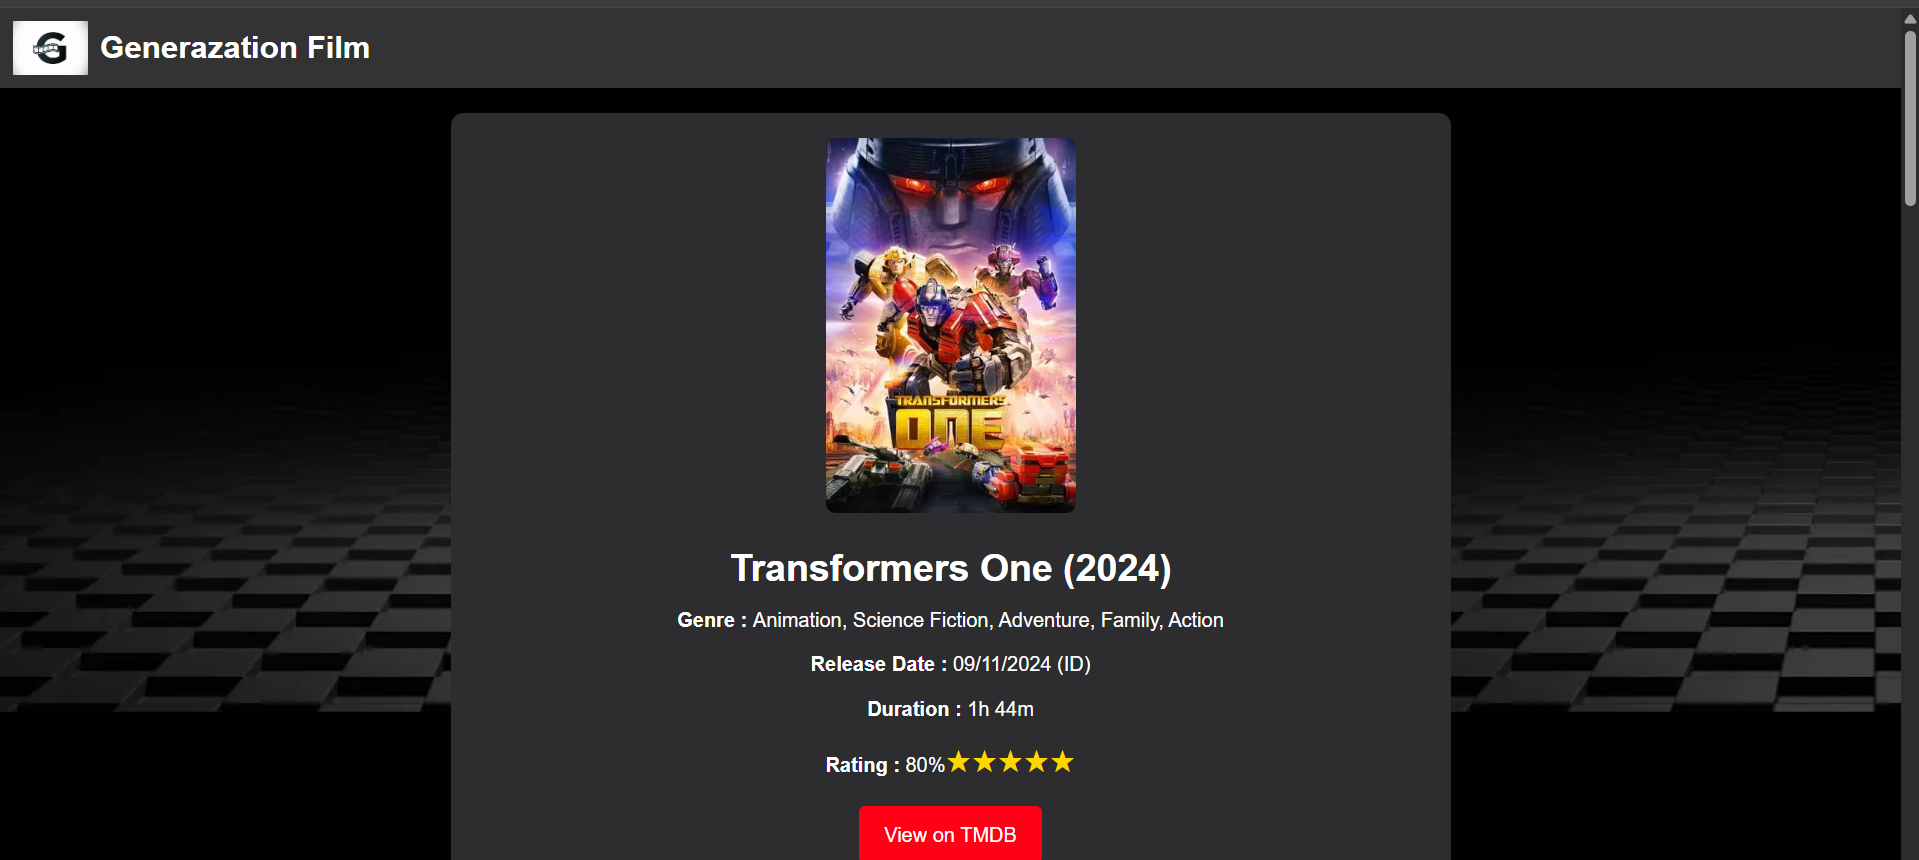 G
Generazation Film
TRANSFORMERS
ONE
Transformers One (2024)
Genre : Animation, Science Fiction, Adventure, Family, Action
Release Date : 09/11/2024 (ID)
Duration : 1h 44m
Rating : 80%★★★★★
View on TMDB